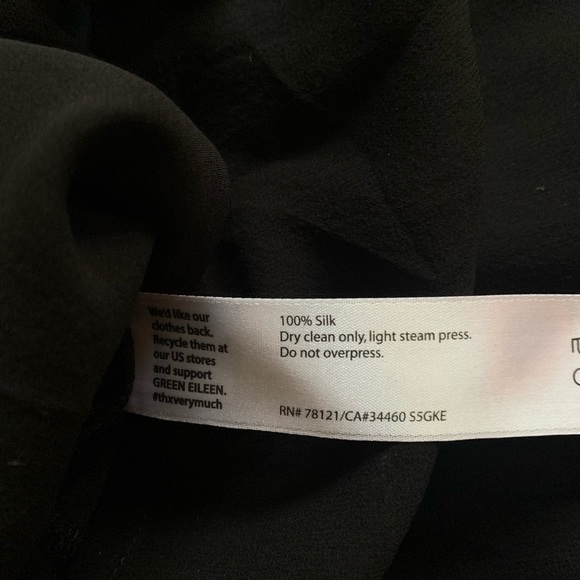 We'd like our
clothes back.
Recycle them at
our US stores
and support
GREEN EILEEN.
#thxverymuch
100% Silk
Dry clean only, light steam press.
Do not overpress.
RN# 78121/CA#34460 S5GKE